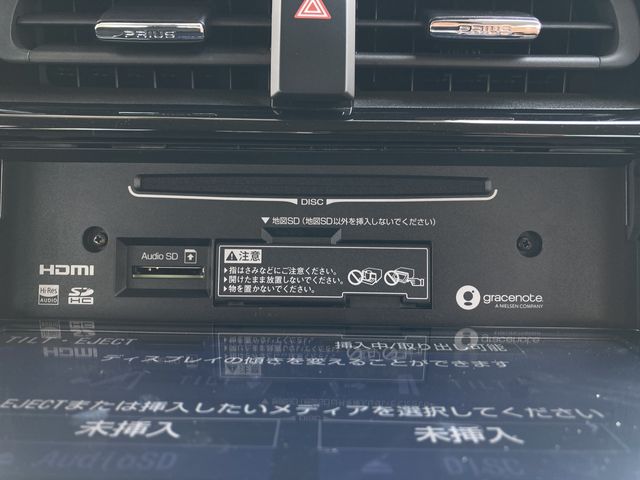 PRIUS
PRIUS
DISC
▼地図SD(地図SD以外を挿入しないでください)
Audio SD
⚠注意
▶指はさみなどにご注意ください。
▶開けたまま放置しないでください。
▶物を置かないでください。
HDMI
Hi-Res
AUDIO
SD
HC
gracenote.
A NIELSEN COMPANY
TILT・EJECT
挿入中/取り出し可能
ディスプレイの傾きを変えることができます
EJECTまたは挿入したいメディアを選択してください
未挿入
未挿入
AudioSD
DISC